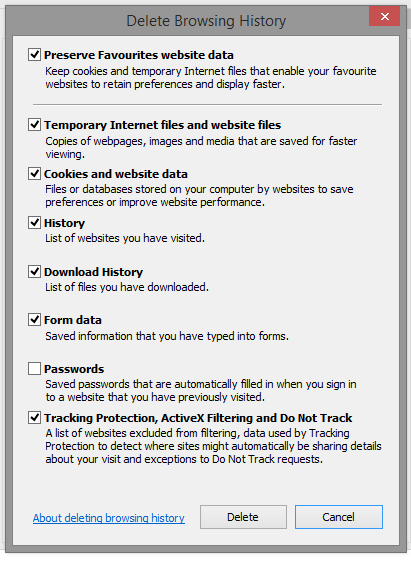 Delete Browsing History
Preserve Favourites website data
Keep cookies and temporary Internet files that enable your favourite
websites to retain preferences and display faster.
Temporary Internet files and website files
Copies of webpages, images and media that are saved for faster
viewing.
Cookies and website data
Files or databases stored on your computer by websites to save
preferences or improve website performance.
History
List of websites you have visited.
Download History
List of files you have downloaded.
Form data
Saved information that you have typed into forms.
Passwords
Saved passwords that are automatically filled in when you sign in
to a website that you have previously visited.
Tracking Protection, ActiveX Filtering and Do Not Track
A list of websites excluded from filtering, data used by Tracking
Protection to detect where sites might automatically be sharing details
about your visit and exceptions to Do Not Track requests.
About deleting browsing history
Delete
Cancel